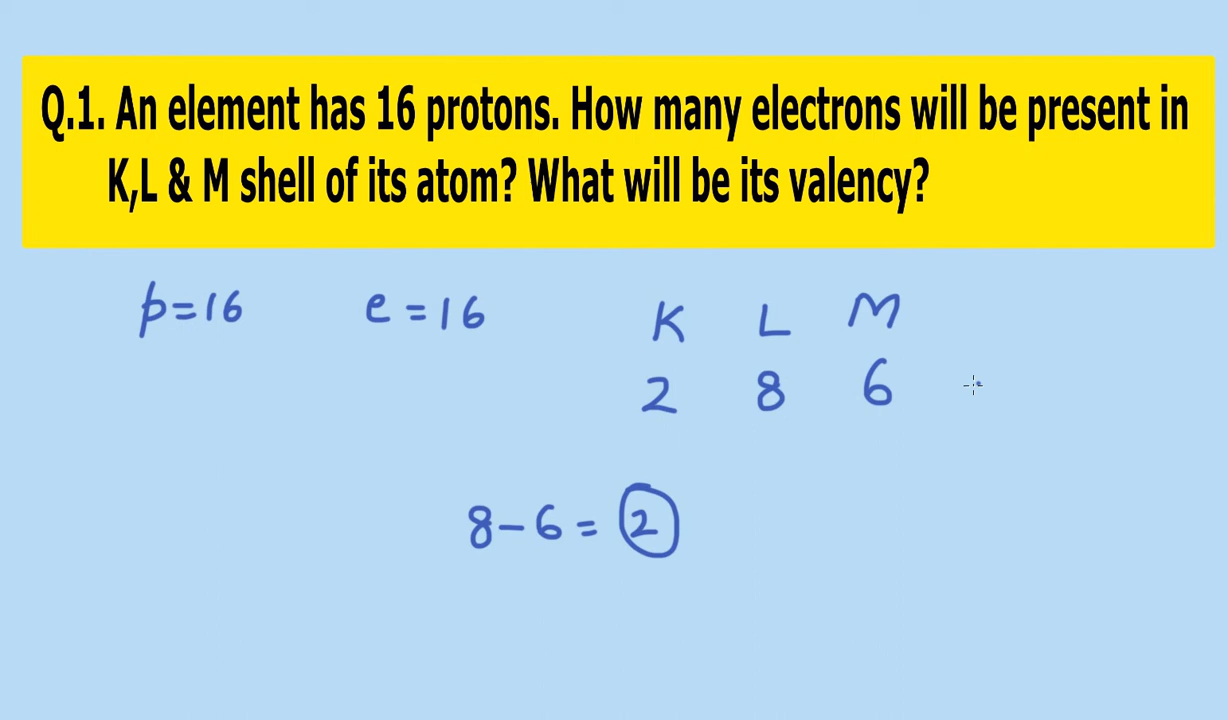 Q.1. An element has 16 protons. How many electrons will be present in
K,L & M shell of its atom? What will be its valency?
p=16 e=16 K L M
2 8 6
8-6=2